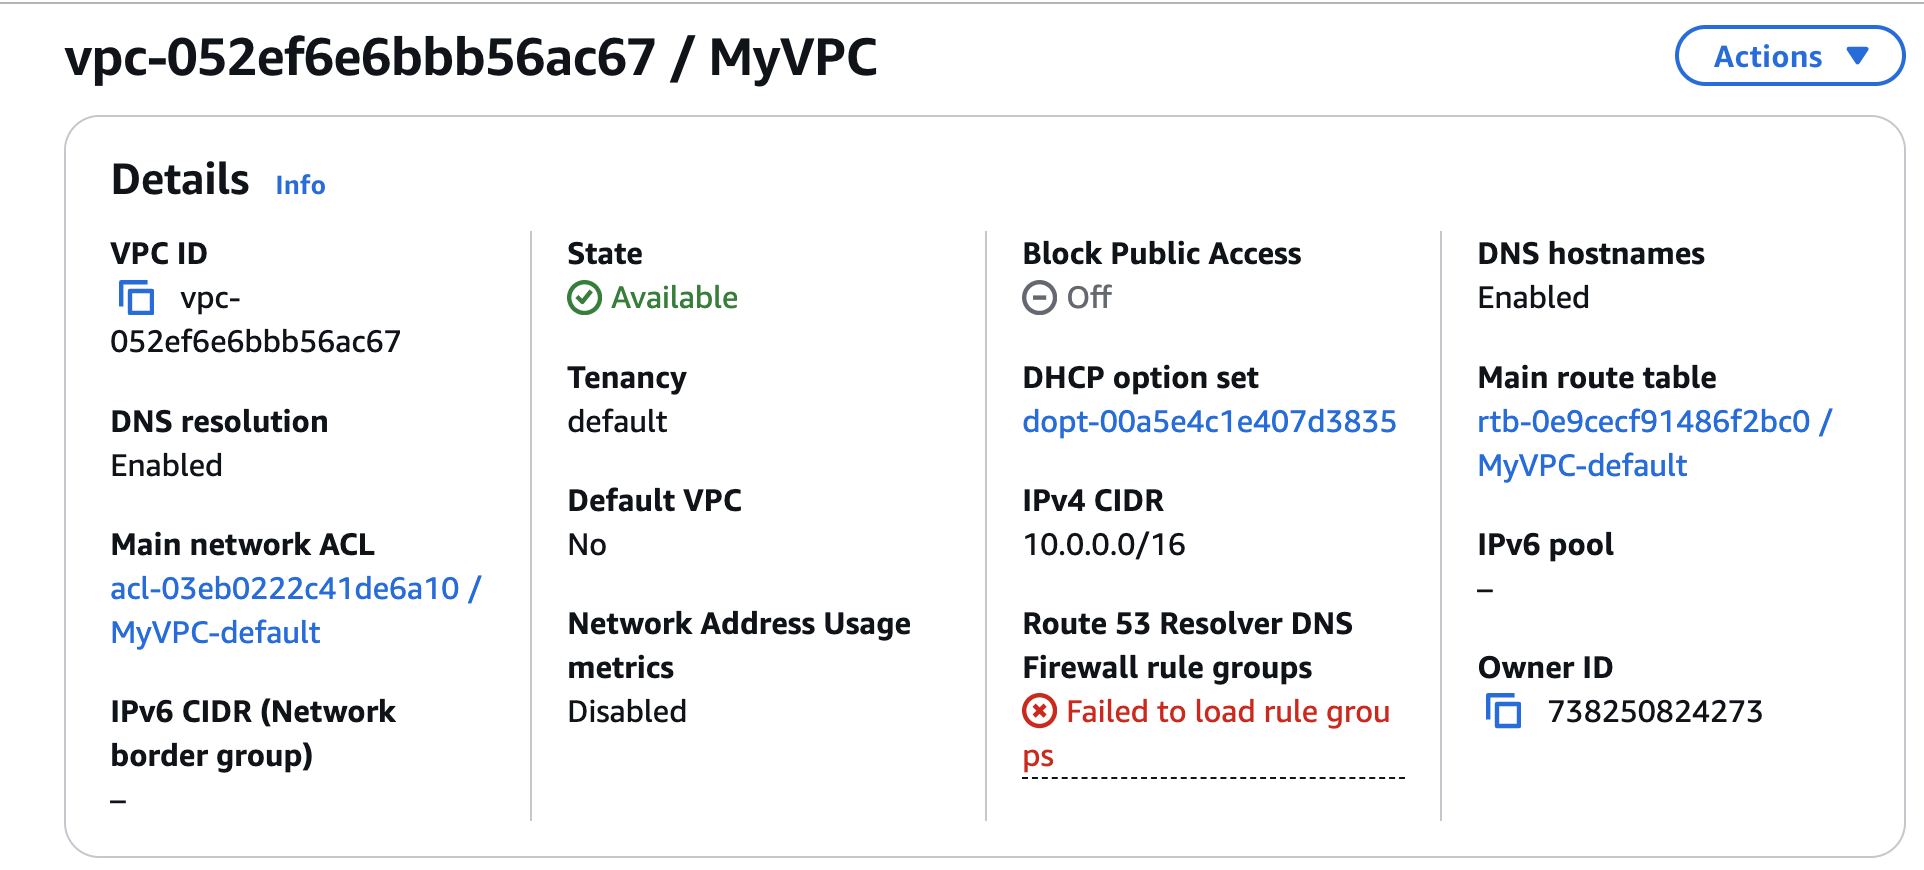 vpc-052ef6e6bbb56ac67 / MyVPC
Actions
Details Info
VPC ID
vpc-
052ef6e6bbb56ac67
DNS resolution
Enabled
Main network ACL
acl-03eb0222c41de6a10 /
MyVPC-default
IPv6 CIDR (Network
border group)
–
State
Available
Tenancy
default
Default VPC
No
Network Address Usage
metrics
Disabled
Block Public Access
Off
DHCP option set
dopt-00a5e4c1e407d3835
IPv4 CIDR
10.0.0.0/16
Route 53 Resolver DNS
Firewall rule groups
Failed to load rule grou
ps
DNS hostnames
Enabled
Main route table
rtb-0e9cecf91486f2bc0 /
MyVPC-default
IPv6 pool
–
Owner ID
738250824273